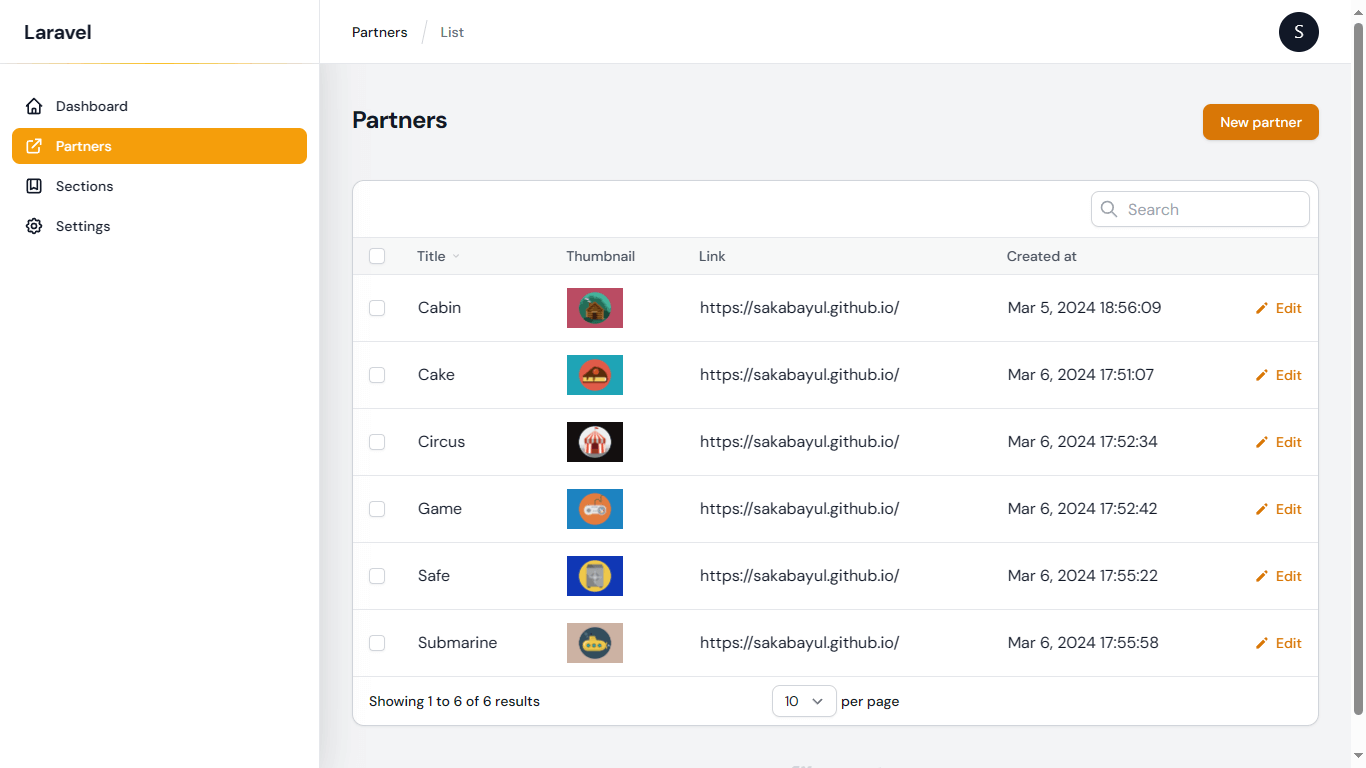 Laravel
Partners / List
S
Dashboard
Partners
Sections
Settings
Partners
New partner
Search
Title Thumbnail Link Created at
Cabin https://sakabayul.github.io/ Mar 5, 2024 18:56:09 Edit
Cake https://sakabayul.github.io/ Mar 6, 2024 17:51:07 Edit
Circus https://sakabayul.github.io/ Mar 6, 2024 17:52:34 Edit
Game https://sakabayul.github.io/ Mar 6, 2024 17:52:42 Edit
Safe https://sakabayul.github.io/ Mar 6, 2024 17:55:22 Edit
Submarine https://sakabayul.github.io/ Mar 6, 2024 17:55:58 Edit
Showing 1 to 6 of 6 results 10 per page